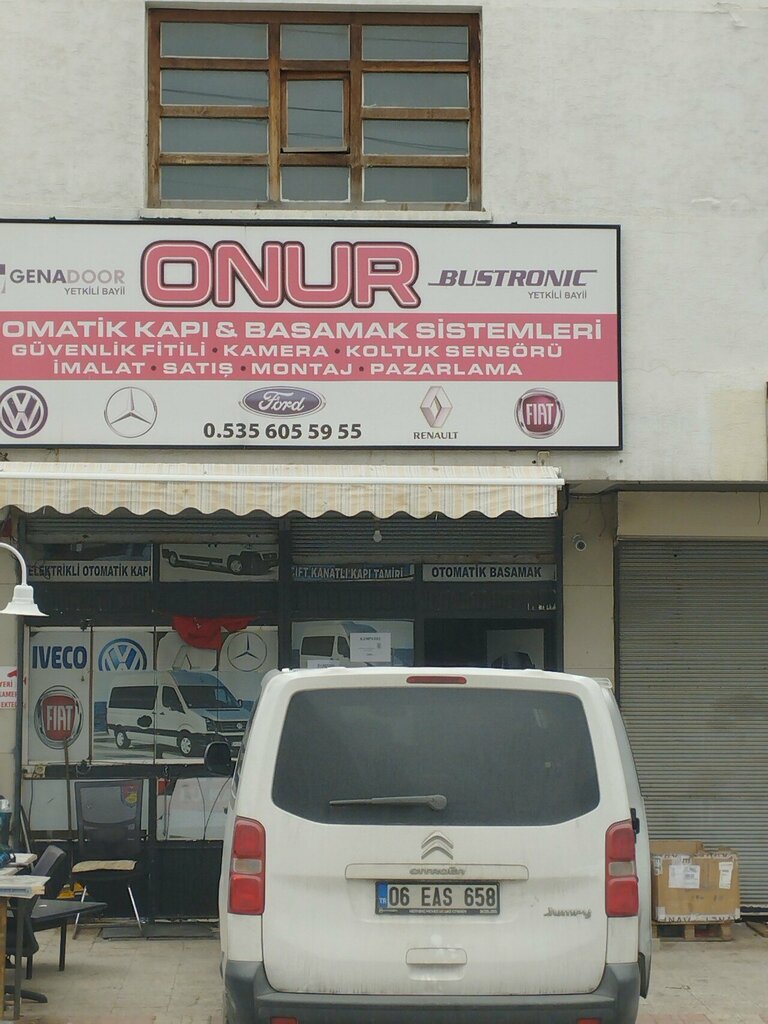 GENADOOR
YETKİLİ BAYİİ
ONUR
BUSTRONIC
YETKİLİ BAYİİ
OMATİK KAPI & BASAMAK SİSTEMLERİ
GÜVENLİK FİTİLİ · KAMERA · KOLTUK SENSÖRÜ
İMALAT · SATIŞ · MONTAJ · PAZARLAMA
Ford
RENAULT
FIAT
0.535 605 59 55
ELEKTRİKLİ OTOMATİK KAPI
İFT KANATLI KAPI TAMİRİ
OTOMATİK BASAMAK
IVECO
FIAT
CITROËN
TR
06 EAS 658
Jumpy